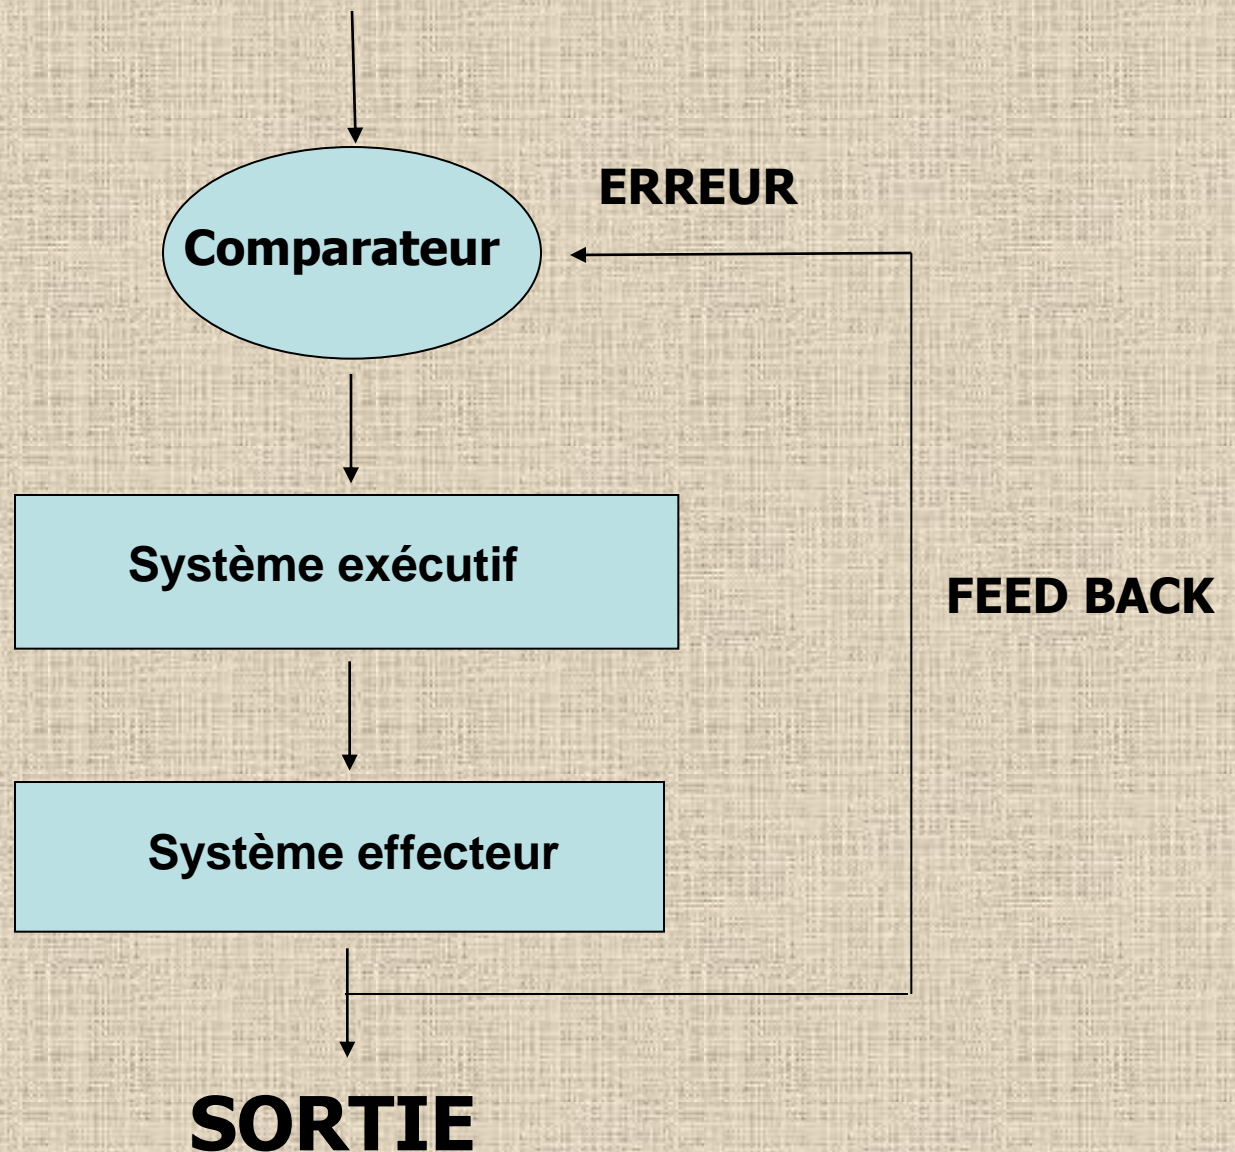 ERREUR
Comparateur
Système exécutif
FEED BACK
Système effecteur
SORTIE